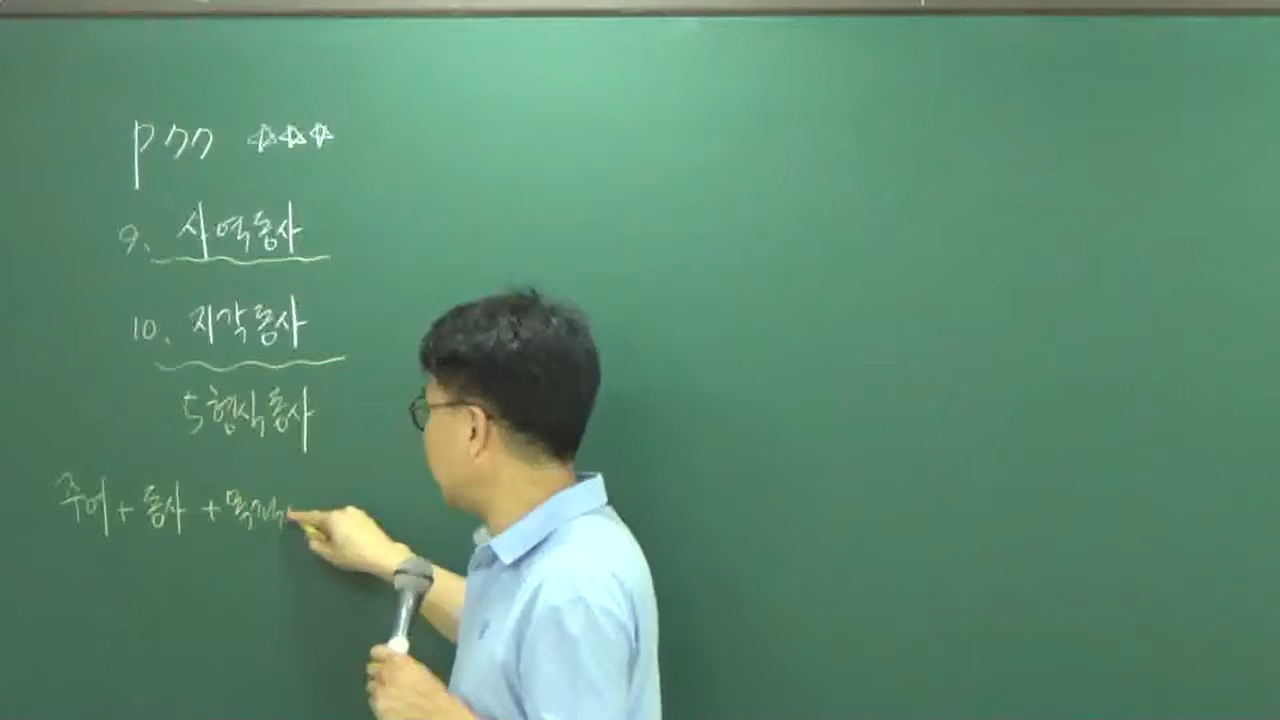 p77 ☆☆☆
9. 사역동사
10. 지각동사
5형식동사
주어 + 동사 + 목적